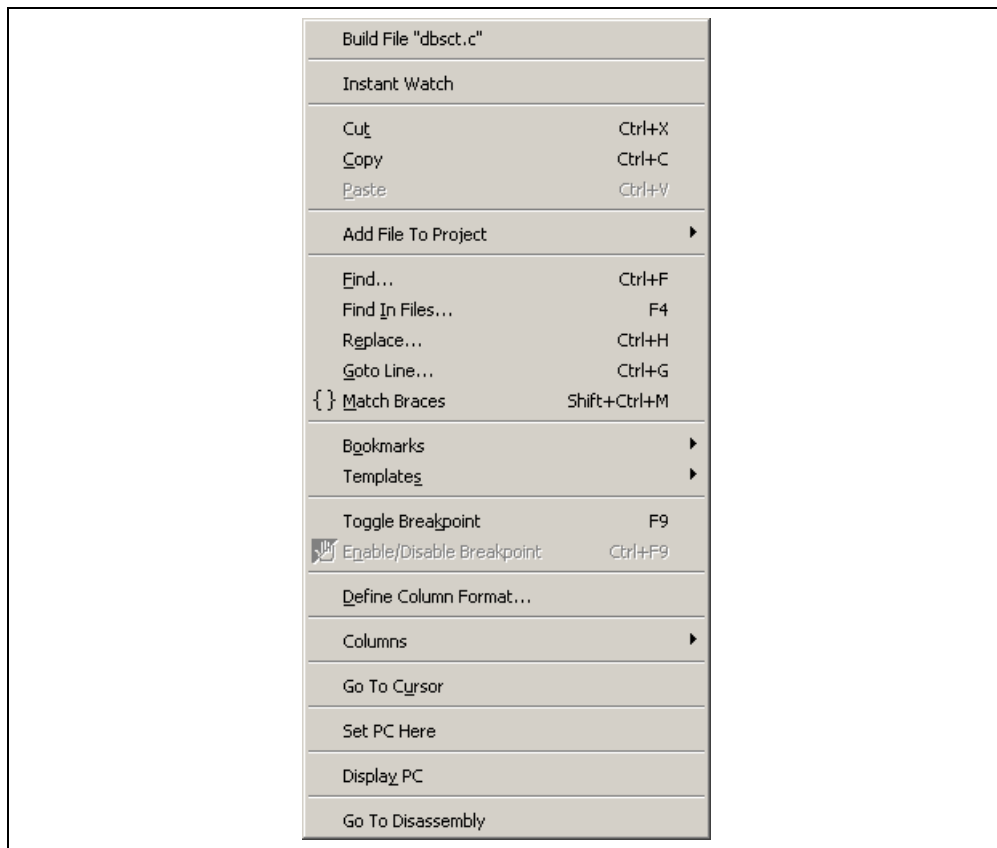 Build File "dbsct.c"
Instant Watch
Cut Ctrl+X
Copy Ctrl+C
Paste Ctrl+V
Add File To Project
Find... Ctrl+F
Find In Files... F4
Replace... Ctrl+H
Goto Line... Ctrl+G
{ } Match Braces Shift+Ctrl+M
Bookmarks
Templates
Toggle Breakpoint F9
Enable/Disable Breakpoint Ctrl+F9
Define Column Format...
Columns
Go To Cursor
Set PC Here
Display PC
Go To Disassembly